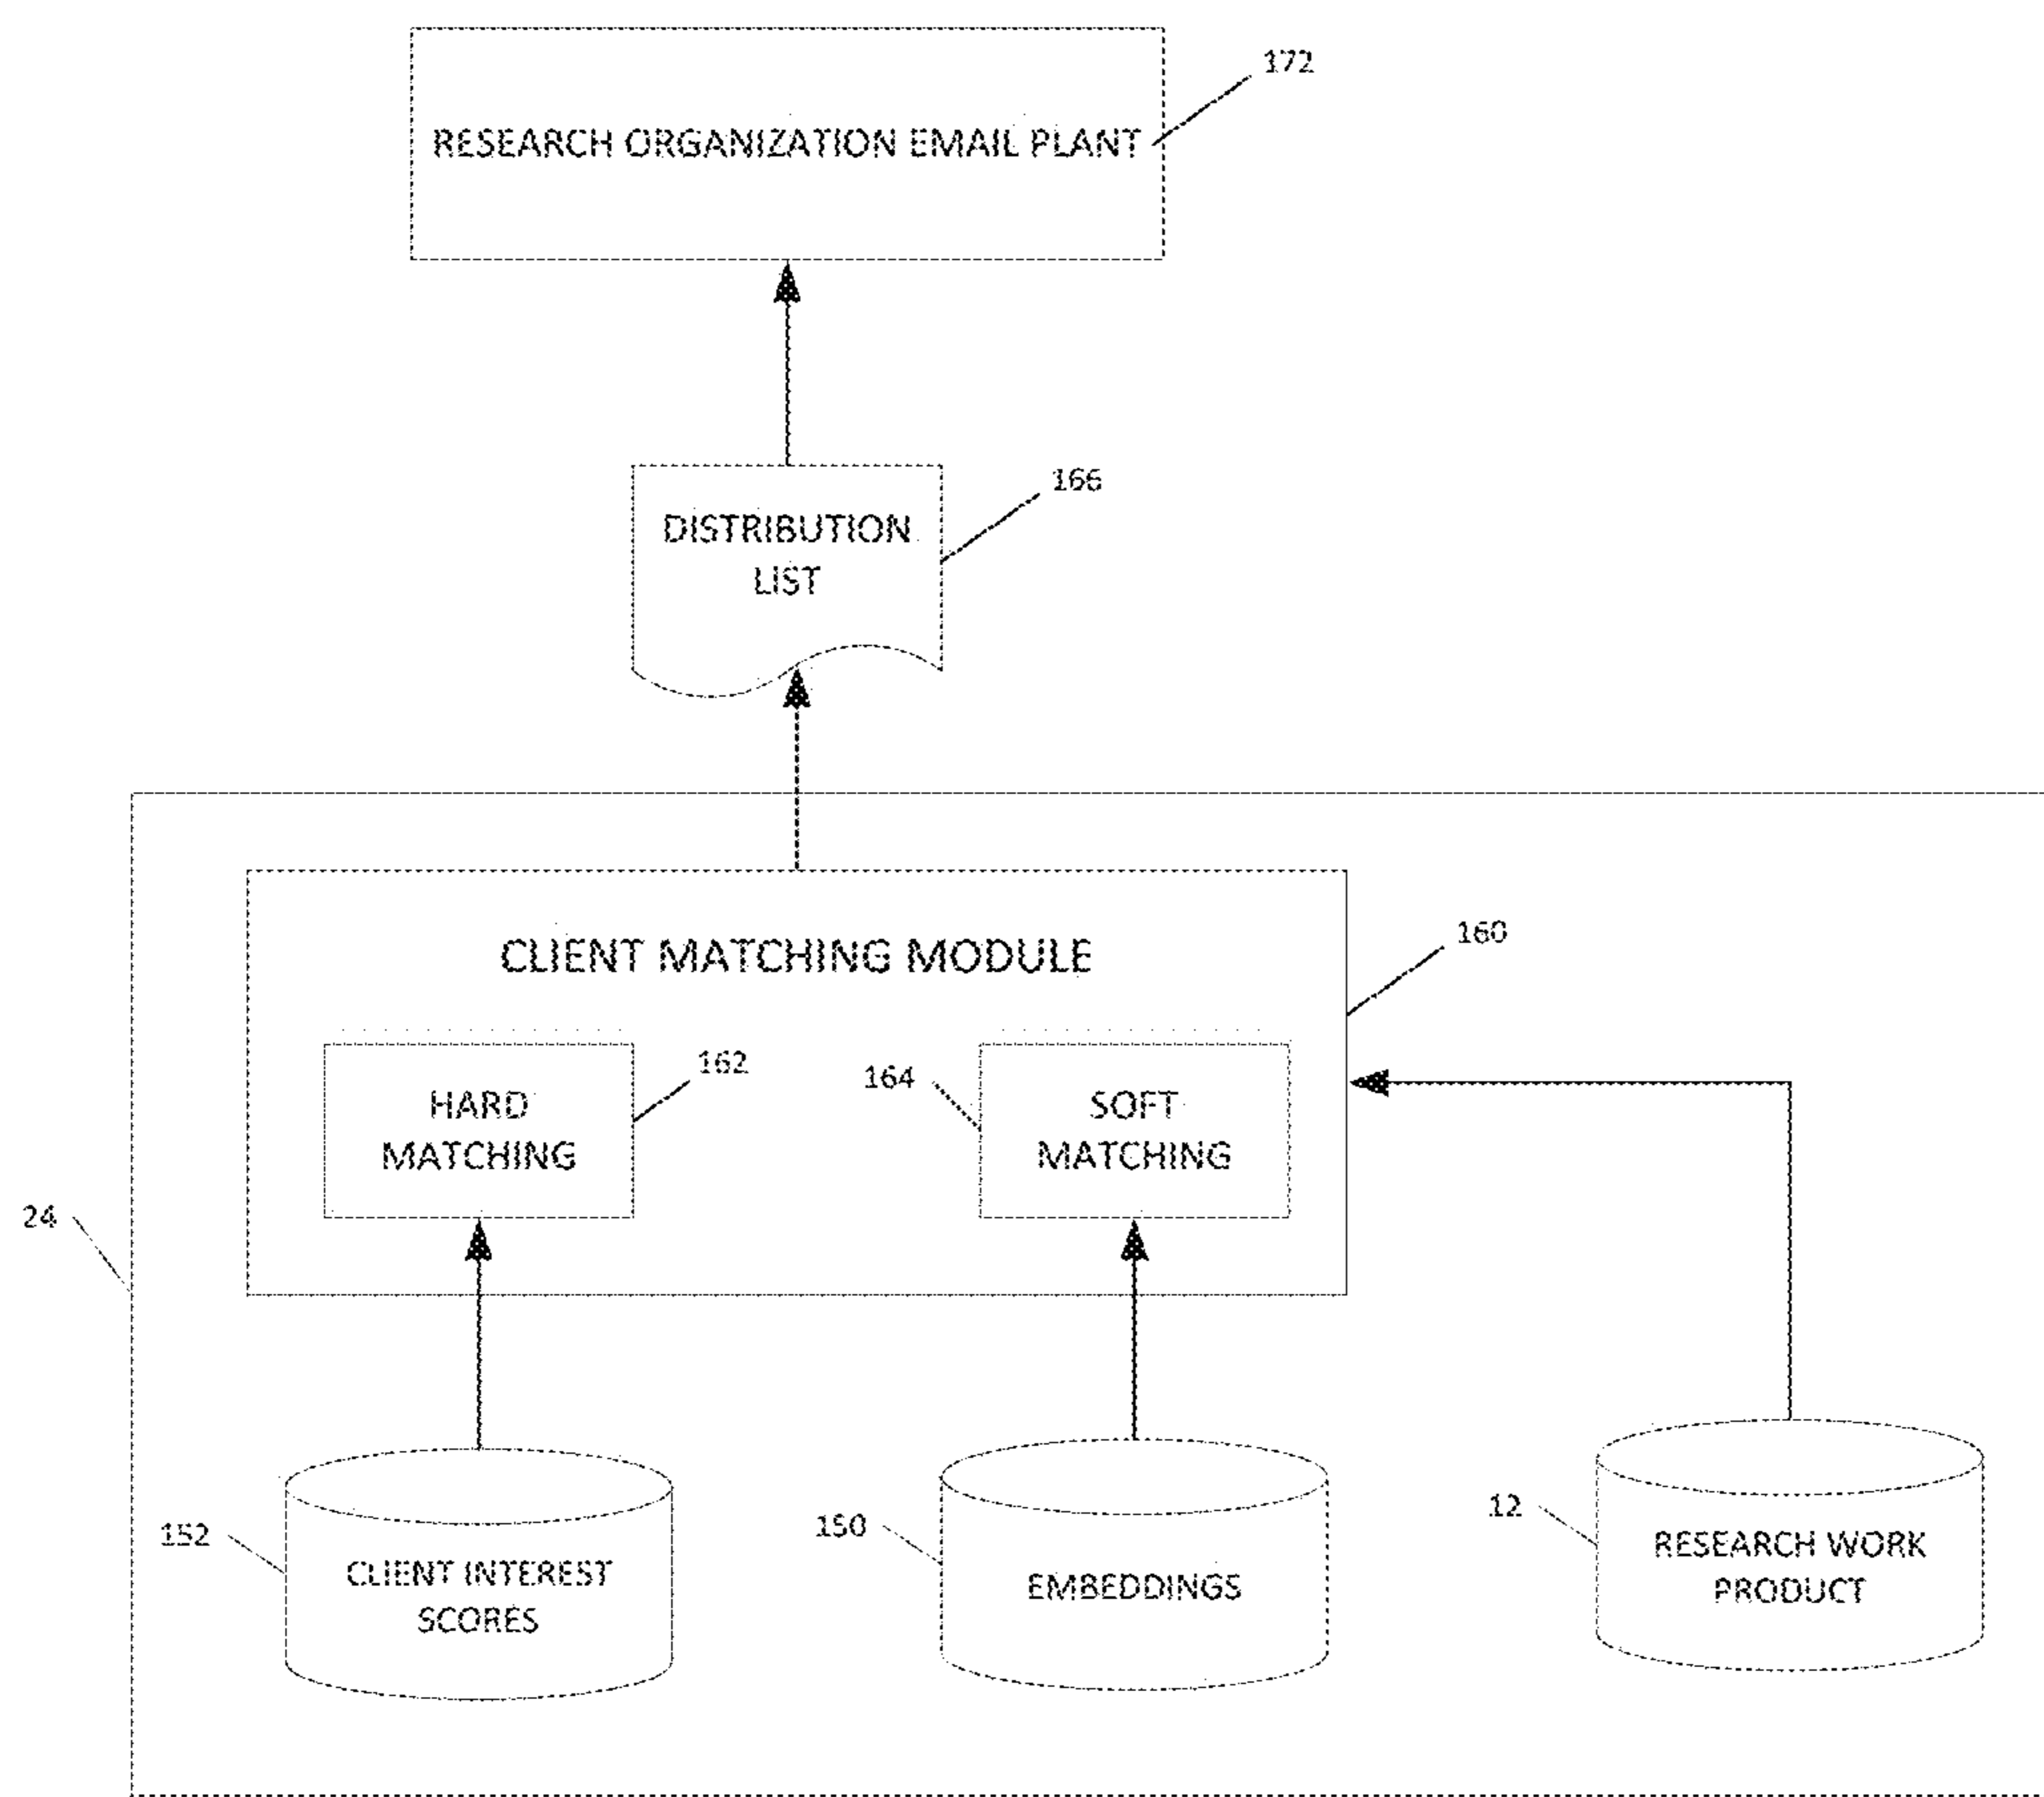 172
RESEARCH ORGANIZATION EMAIL PLANT
166
DISTRIBUTION
LIST
160
CLIENT MATCHING MODULE
162
164
HARD
MATCHING
SOFT
MATCHING
24
152
150
12
CLIENT INTEREST
SCORES
EMBEDDINGS
RESEARCH WORK
PRODUCT